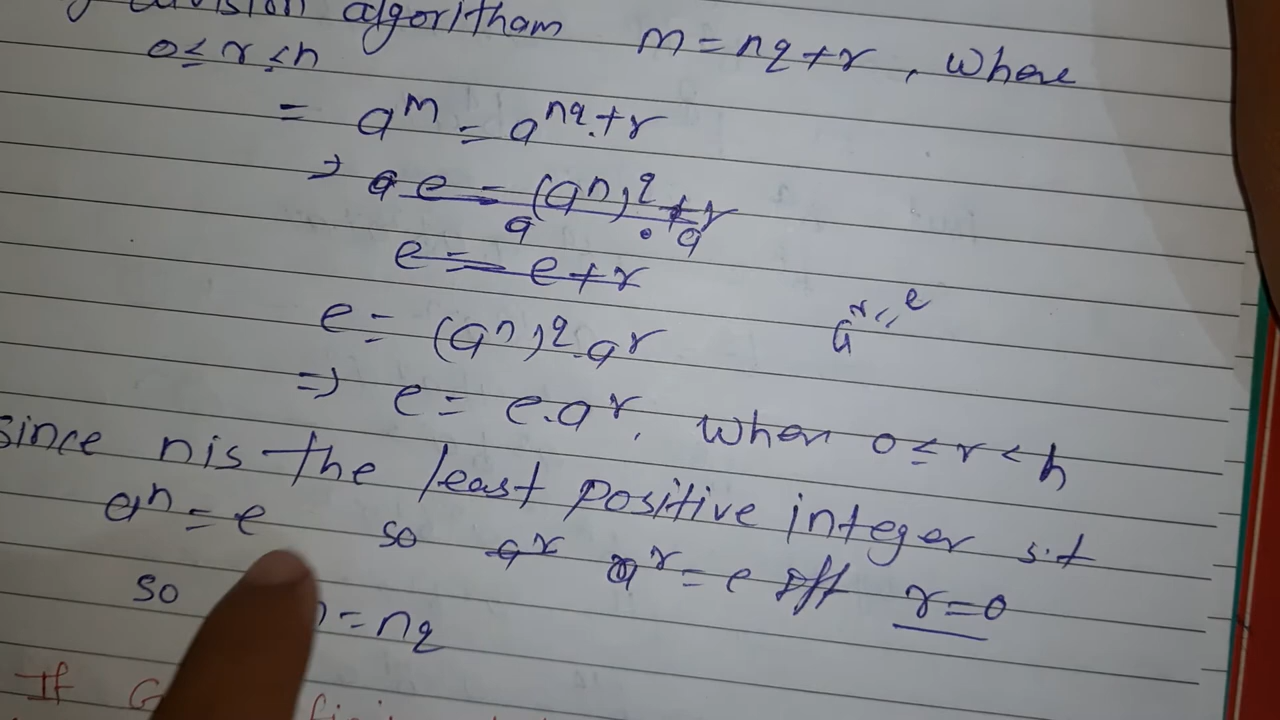 division algoritham m = nq + r, where
0 ≤ r < n
= a^m = a^nq + r
⇒ a e = (a^n)^q + r
a . a
e = e + r
a^r = e
e = (a^n)^q . a^r
⇒ e = e.a^r, when 0 ≤ r < n
since n is the least positive integer s.t
a^n = e so a^r a^r = e iff r = 0
so = nq
If G